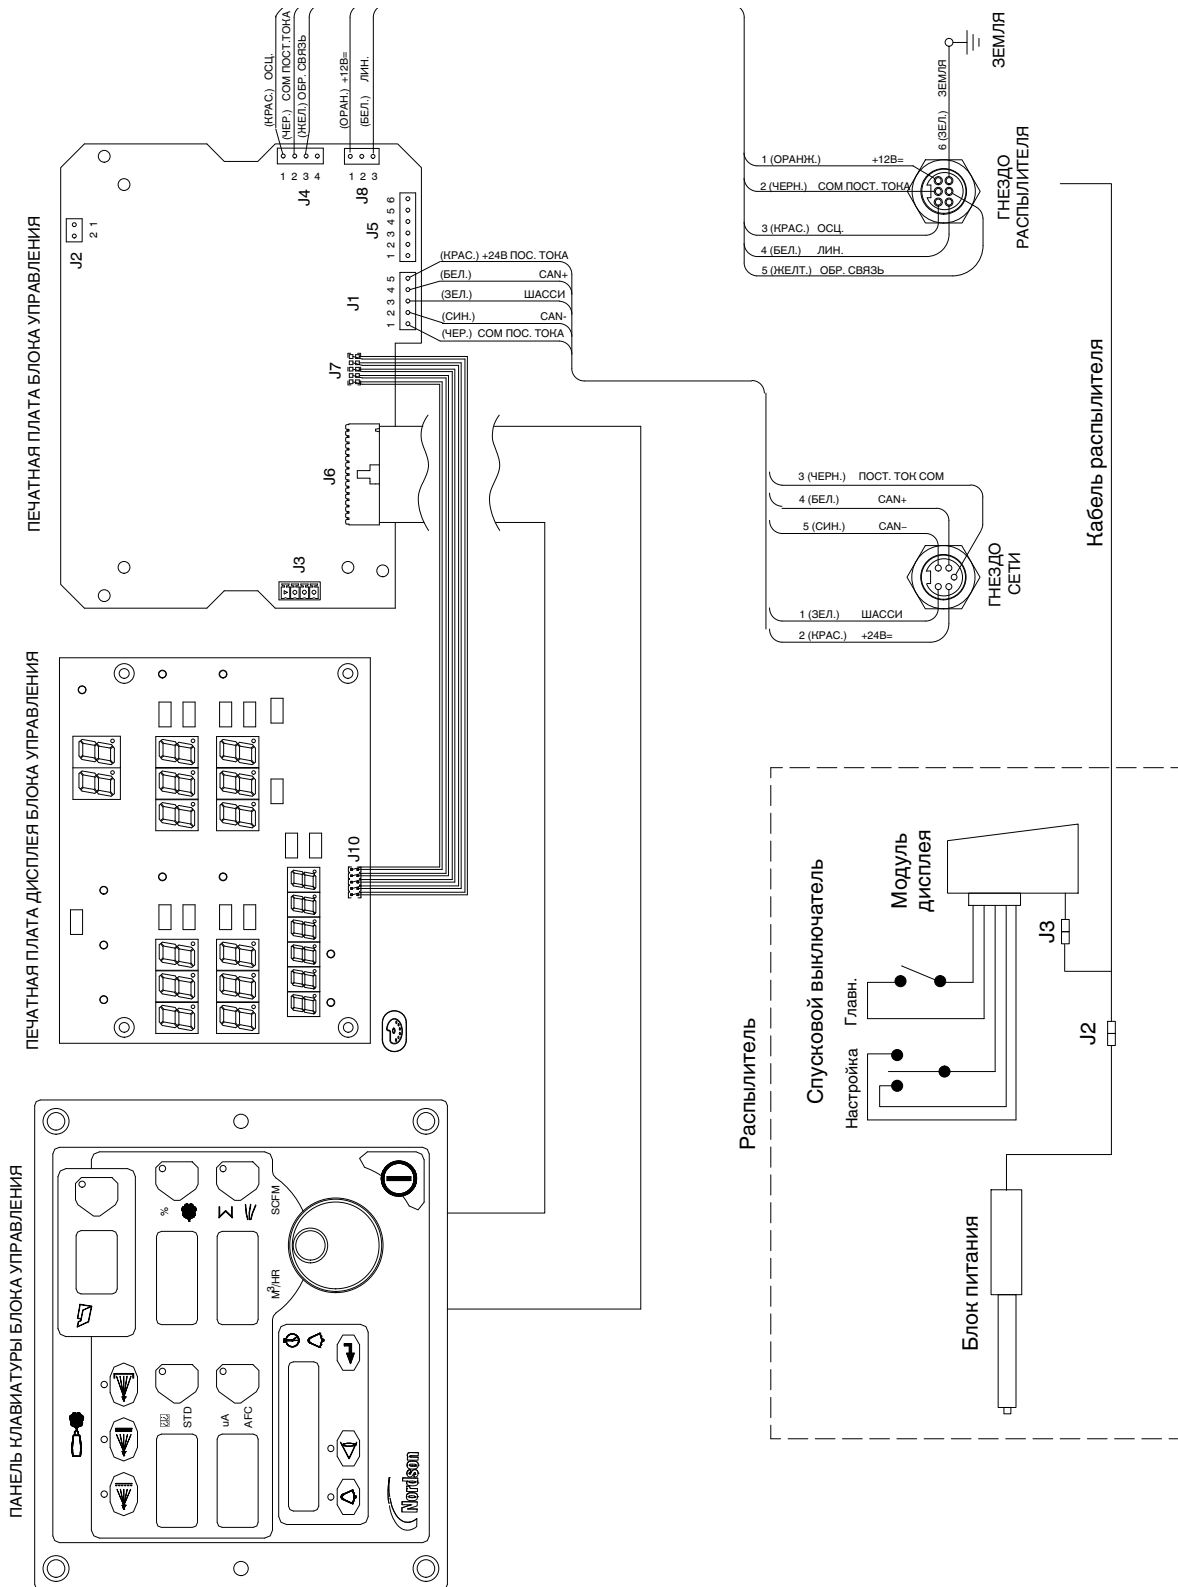 ПЕЧАТНАЯ ПЛАТА БЛОКА УПРАВЛЕНИЯ
J2
2 1
(КРАС.) ОСЦ.
(ЧЕР.) СОМ ПОСТ.ТОКА
(ЖЕЛ.) ОБР. СВЯЗЬ
1 2 3 4
J4
(ОРАН.) +12В=
(БЕЛ.) ЛИН.
1 2 3
J8
J5
1 2 3 4 5 6
J1
1 2 3 4 5
(КРАС.) +24В ПОС. ТОКА
(БЕЛ.) CAN+
(ЗЕЛ.) ШАССИ
(СИН.) CAN-
(ЧЕР.) СОМ ПОС. ТОКА
J7
J6
J3
1 (ОРАНЖ.) +12В=
2 (ЧЕРН.) СОМ ПОСТ. ТОКА
3 (КРАС.) ОСЦ.
4 (БЕЛ.) ЛИН.
5 (ЖЕЛТ.) ОБР. СВЯЗЬ
6 (ЗЕЛ.) ЗЕМЛЯ
ЗЕМЛЯ
ГНЕЗДО
РАСПЫЛИТЕЛЯ
3 (ЧЕРН.) ПОСТ. ТОК СОМ
4 (БЕЛ.) CAN+
5 (СИН.) CAN–
1 (ЗЕЛ.) ШАССИ
2 (КРАС.) +24В=
ГНЕЗДО
СЕТИ
Кабель распылителя
ПЕЧАТНАЯ ПЛАТА ДИСПЛЕЯ БЛОКА УПРАВЛЕНИЯ
J10
ПАНЕЛЬ КЛАВИАТУРЫ БЛОКА УПРАВЛЕНИЯ
%
SCFM
M3/HR
STD
uA
AFC
Nordson
Распылитель
Спусковой выключатель
Настройка
Главн.
Модуль
дисплея
J3
J2
Блок питания